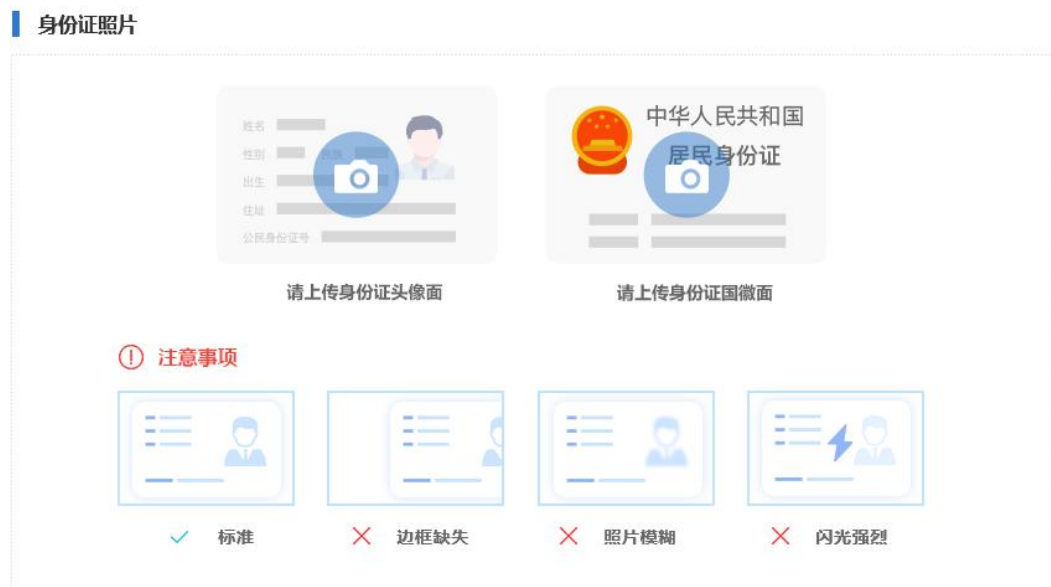 身份证照片
姓名
性别
民族
出生
住址
公民身份证号
中华人民共和国
居民身份证
请上传身份证头像面
请上传身份证国徽面
注意事项
标准
边框缺失
照片模糊
闪光强烈